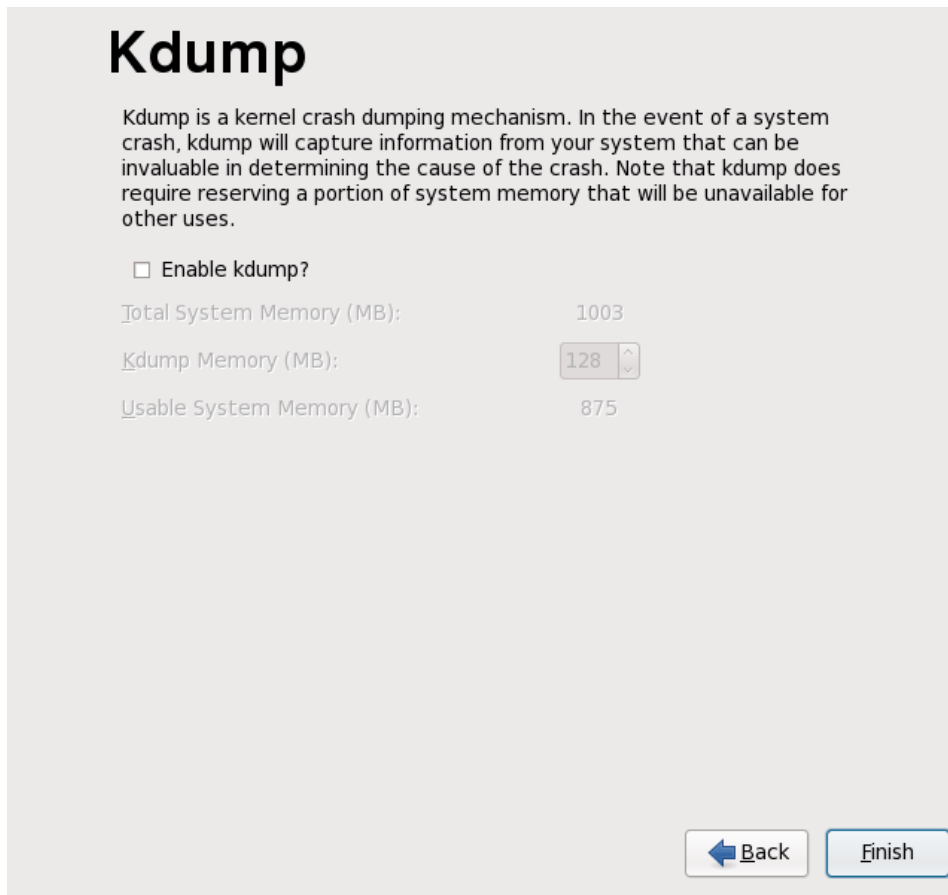 Kdump
Kdump is a kernel crash dumping mechanism. In the event of a system
crash, kdump will capture information from your system that can be
invaluable in determining the cause of the crash. Note that kdump does
require reserving a portion of system memory that will be unavailable for
other uses.
Enable kdump?
Total System Memory (MB): 1003
Kdump Memory (MB): 128
Usable System Memory (MB): 875
Back Finish